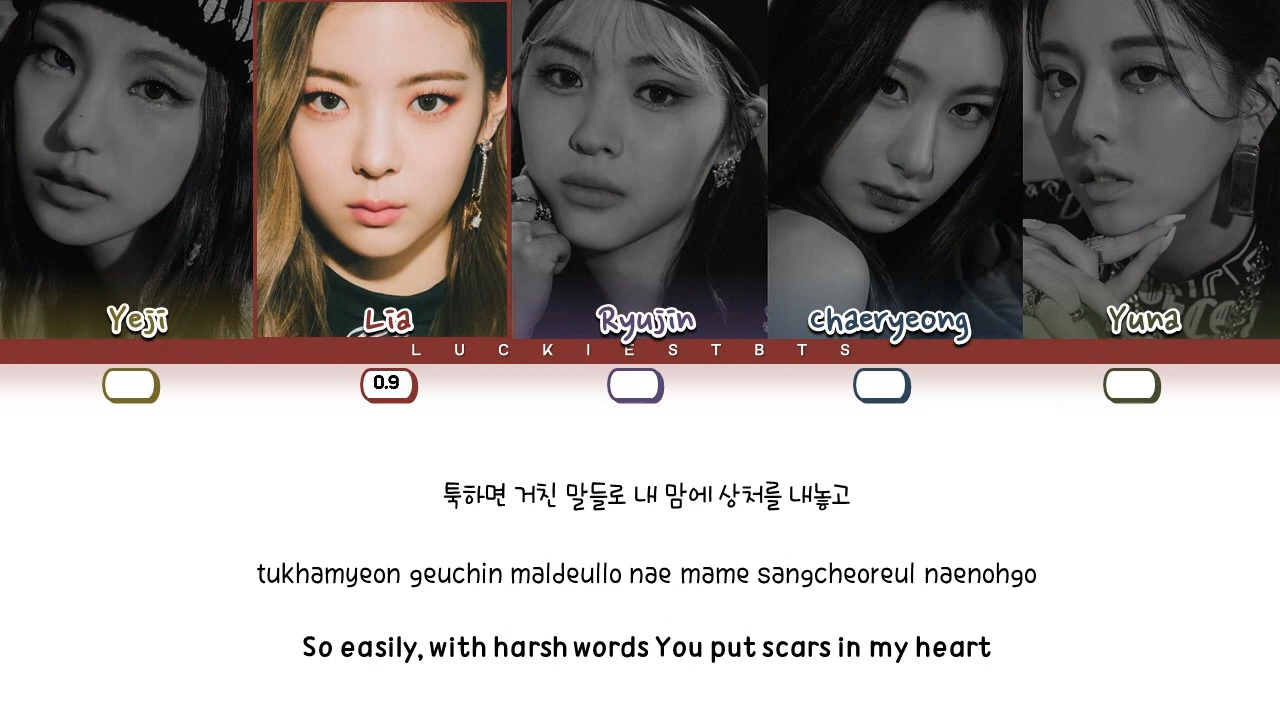 Yeji
Lia
Ryujin
chaeryeong
Yuna
LUCKIESTBTS
0.9
툭하면 거친 말들로 내 맘에 상처를 내놓고
tukhamyeon geuchin maldeullo nae mame sangcheoreul naenohgo
So easily, with harsh words You put scars in my heart